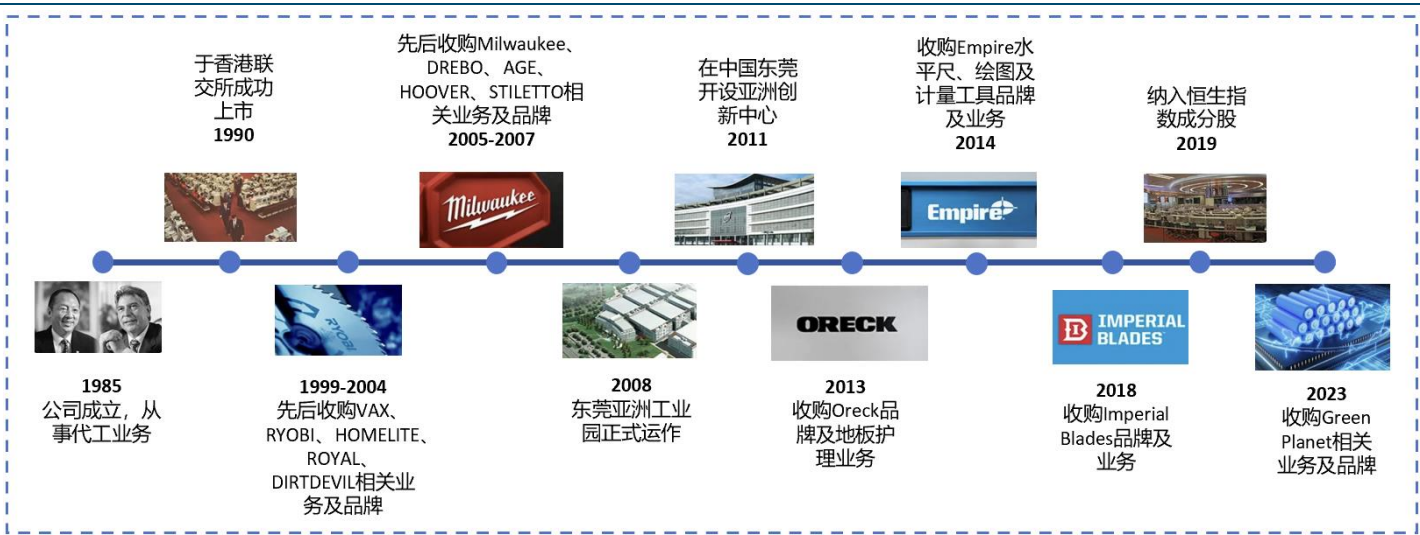 于香港联
交所成功
上市
1990
先后收购Milwaukee、
DREBO、AGE、
HOOVER、STILETTO相
关业务及品牌
2005-2007
在中国东莞
开设亚洲创
新中心
2011
收购Empire水
平尺、绘图及
计量工具品牌
及业务
2014
纳入恒生指
数成分股
2019
Milwaukee
Empire
RYOBI
ORECK
IMPERIAL
BLADES
1985
公司成立，从
事代工业务
1999-2004
先后收购VAX、
RYOBI、HOMELITE、
ROYAL、
DIRTDEVIL相关业
务及品牌
2008
东莞亚洲工业
园正式运作
2013
收购Oreck品
牌及地板护
理业务
2018
收购Imperial
Blades品牌及
业务
2023
收购Green
Planet相关
业务及品牌